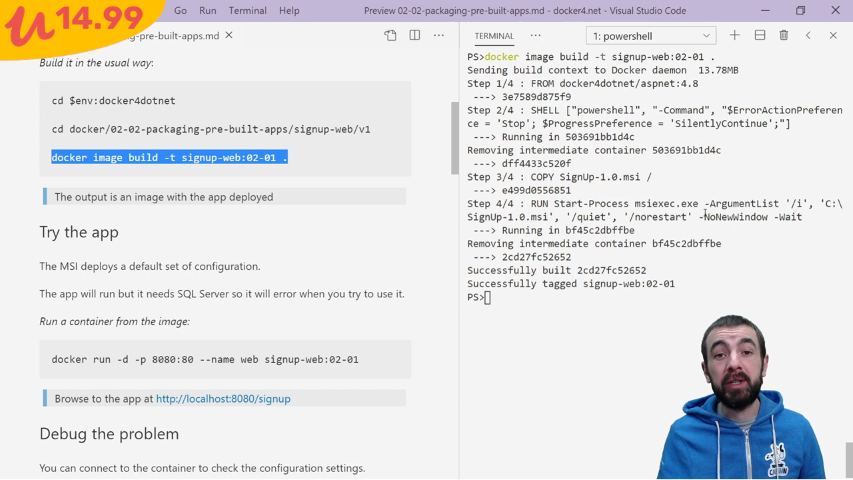 u 14.99
Go Run Terminal Help
Preview 02-02-packaging-pre-built-apps.md - docker4.net - Visual Studio Code
ng-pre-built-apps.md
Build it in the usual way:
cd $env:docker4dotnet
cd docker/02-02-packaging-pre-built-apps/signup-web/v1
docker image build -t signup-web:02-01 .
The output is an image with the app deployed
Try the app
The MSI deploys a default set of configuration.
The app will run but it needs SQL Server so it will error when you try to use it.
Run a container from the image:
docker run -d -p 8080:80 --name web signup-web:02-01
Browse to the app at http://localhost:8080/signup
Debug the problem
You can connect to the container to check the configuration settings.
TERMINAL
1: powershell
PS>docker image build -t signup-web:02-01 .
Sending build context to Docker daemon  13.78MB
Step 1/4 : FROM docker4dotnet/aspnet:4.8
---> 3e7589d875f9
Step 2/4 : SHELL ["powershell", "-Command", "$ErrorActionPreferen
ce = 'Stop'; $ProgressPreference = 'SilentlyContinue';"]
---> Running in 503691bb1d4c
Removing intermediate container 503691bb1d4c
---> dff4433c520f
Step 3/4 : COPY SignUp-1.0.msi /
---> e499d0556851
Step 4/4 : RUN Start-Process msiexec.exe -ArgumentList '/i', 'C:\
SignUp-1.0.msi', '/quiet', '/norestart' -NoNewWindow -Wait
---> Running in bf45c2dbffbe
Removing intermediate container bf45c2dbffbe
---> 2cd27fc52652
Successfully built 2cd27fc52652
Successfully tagged signup-web:02-01
PS>